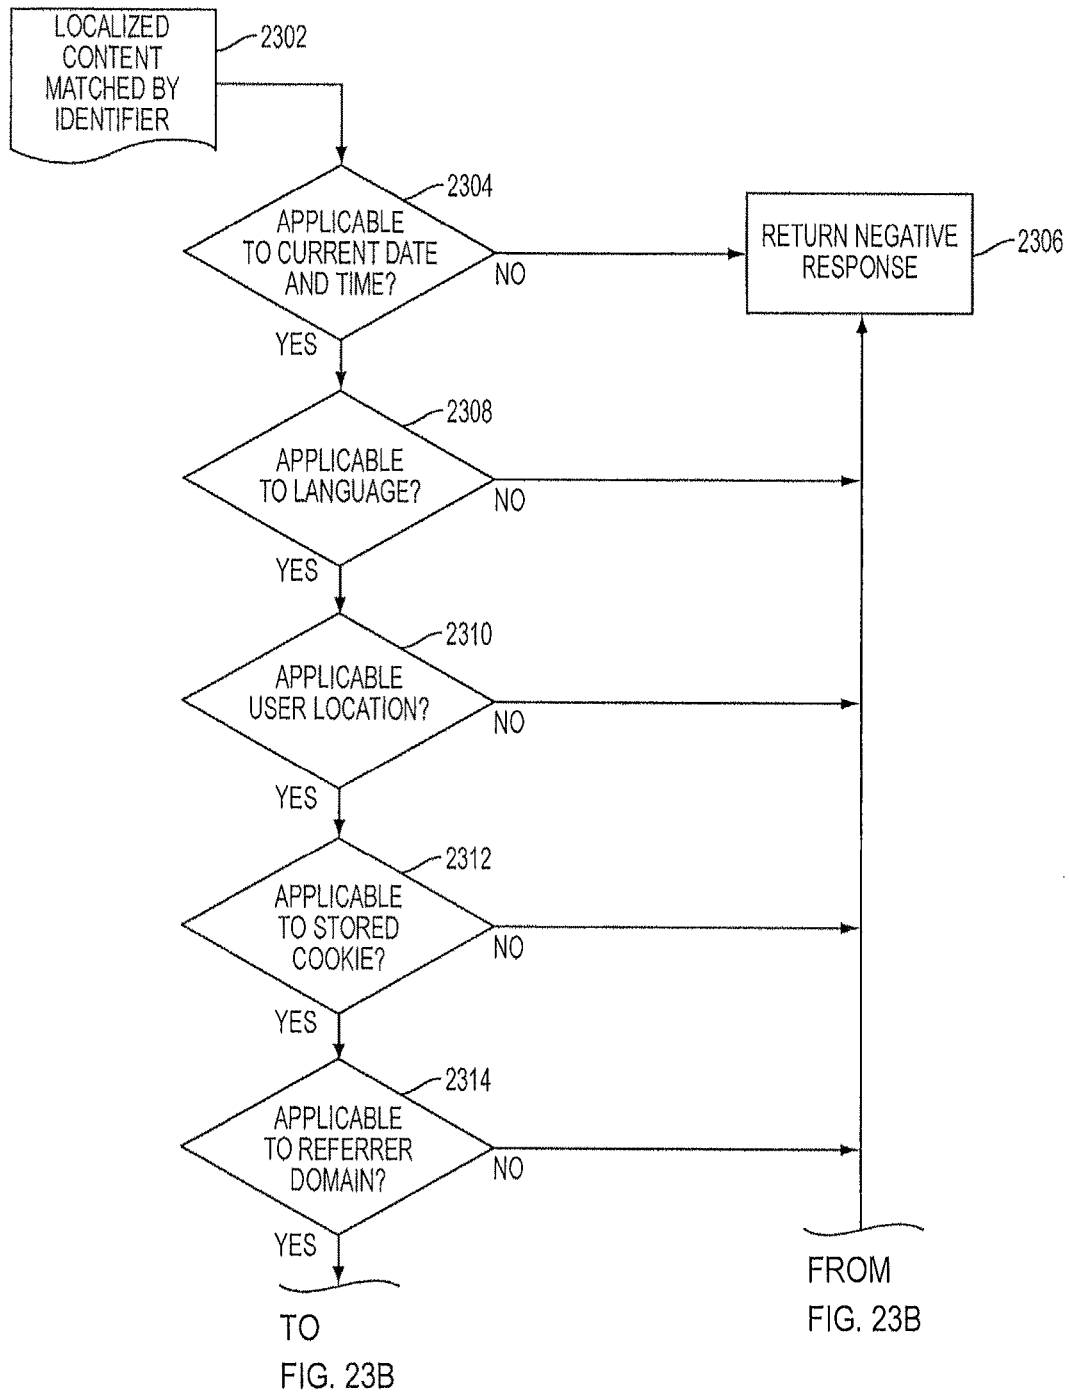 LOCALIZED
CONTENT
MATCHED BY
IDENTIFIER
2302
2304
APPLICABLE
TO CURRENT DATE
AND TIME?
NO
YES
RETURN NEGATIVE
RESPONSE
2306
2308
APPLICABLE
TO LANGUAGE?
NO
YES
2310
APPLICABLE
USER LOCATION?
NO
YES
2312
APPLICABLE
TO STORED
COOKIE?
NO
YES
2314
APPLICABLE
TO REFERRER
DOMAIN?
NO
YES
TO
FIG. 23B
FROM
FIG. 23B